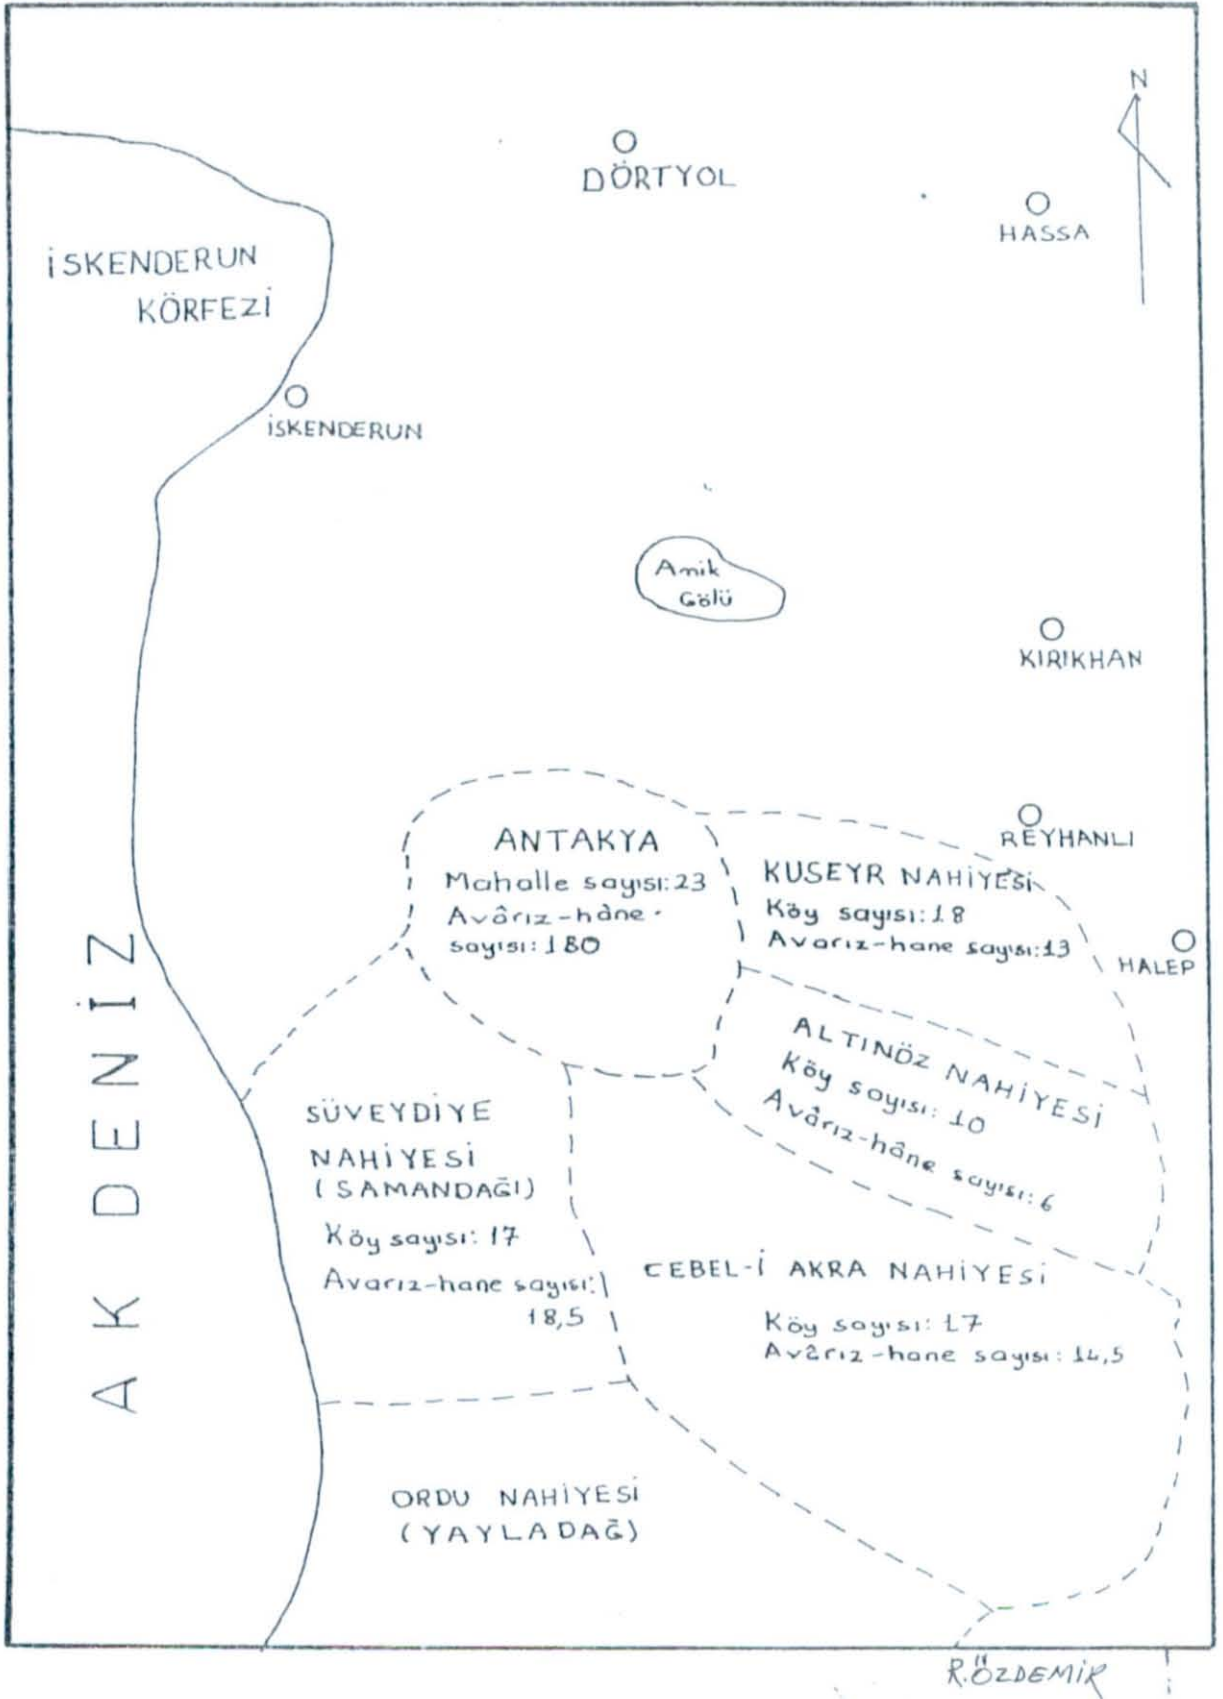 N
DÖRTYOL
HASSA
İSKENDERUN
KÖRFEZİ
İSKENDERUN
Amik
Gölü
KIRIKHAN
REYHANLI
ANTAKYA
Mahalle sayısı: 23
Avârız-hâne
sayısı: 180
KUSEYR NAHİYESİ
Köy sayısı: 18
Avarız-hane sayısı: 13
HALEP
ALTINÖZ NAHİYESİ
Köy sayısı: 10
Avârız-hâne sayısı: 6
AKDENİZ
SÜVEYDİYE
NAHİYESİ
(SAMANDAĞI)
Köy sayısı: 17
Avarız-hane sayısı:
18,5
CEBEL-İ AKRA NAHİYESİ
Köy sayısı: 17
Avârız-hane sayısı: 14,5
ORDU NAHİYESİ
(YAYLADAĞ)
R.ÖZDEMİR